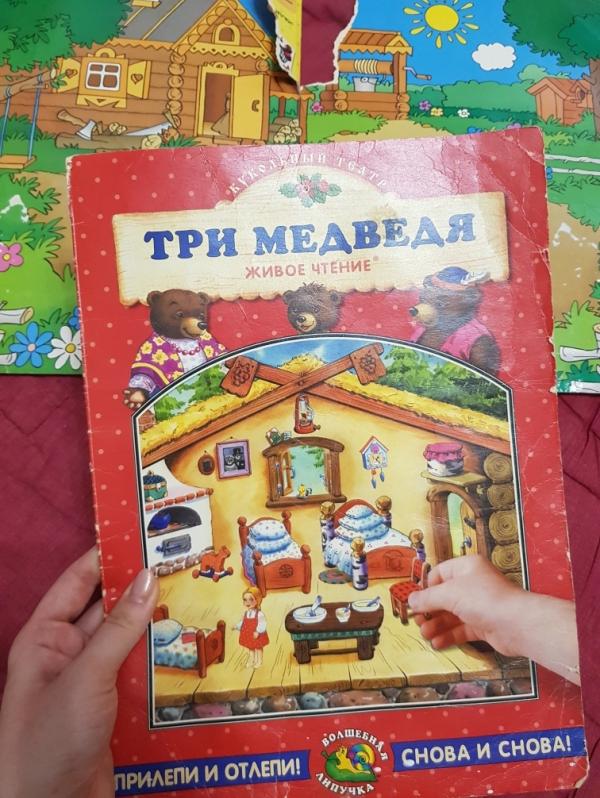 КУКОЛЬНЫЙ ТЕАТР
ТРИ МЕДВЕДЯ
ЖИВОЕ ЧТЕНИЕ®
ПРИЛЕПИ И ОТЛЕПИ!
ВОЛШЕБНАЯ
ЛИПУЧКА
СНОВА И СНОВА!